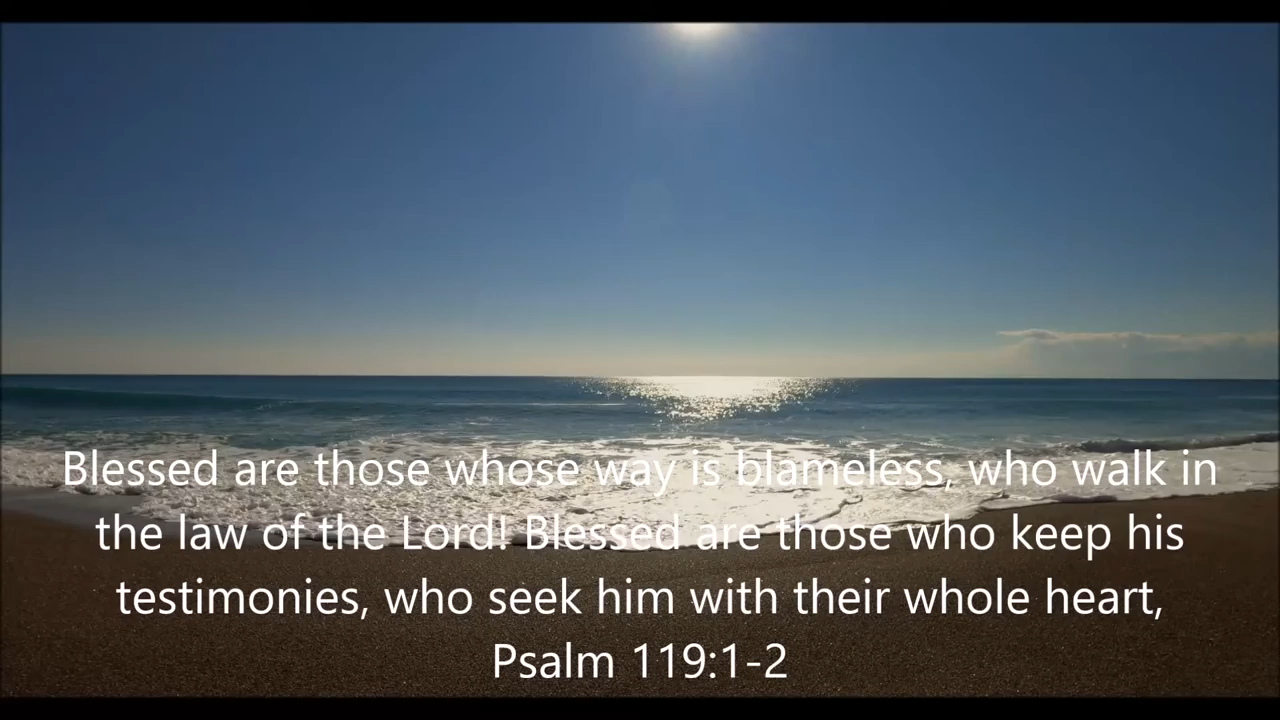 Blessed are those whose way is blameless, who walk in
the law of the Lord! Blessed are those who keep his
testimonies, who seek him with their whole heart,
Psalm 119:1-2